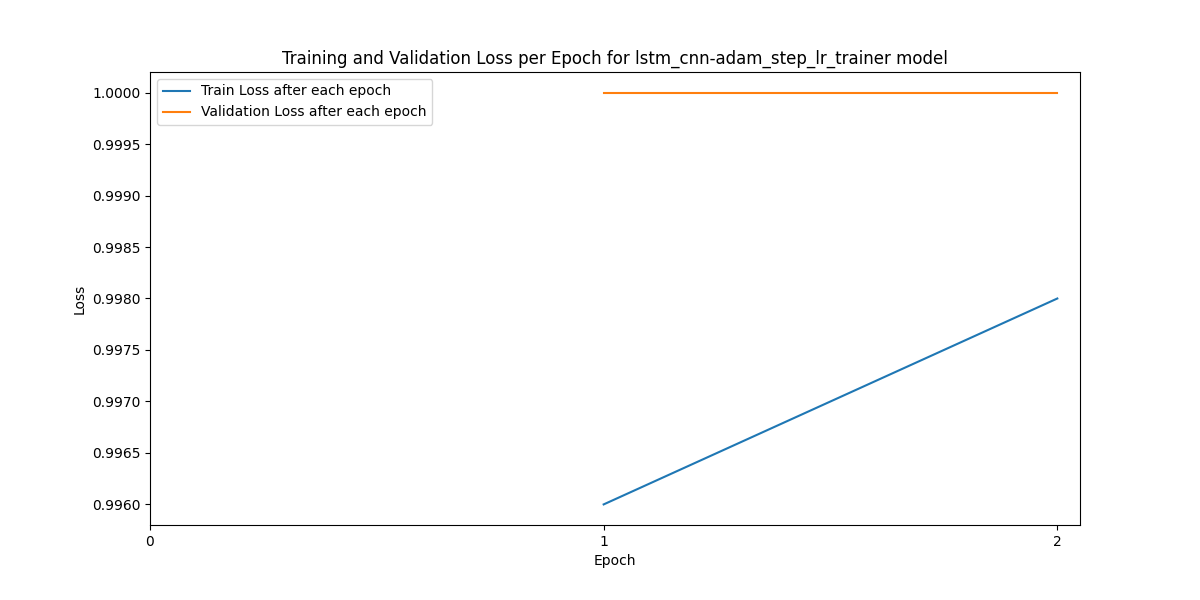 Training and Validation Loss per Epoch for lstm_cnn-adam_step_lr_trainer model
Train Loss after each epoch
Validation Loss after each epoch
1.0000
0.9995
0.9990
0.9985
0.9980
0.9975
0.9970
0.9965
0.9960
Loss
0 1 2
Epoch